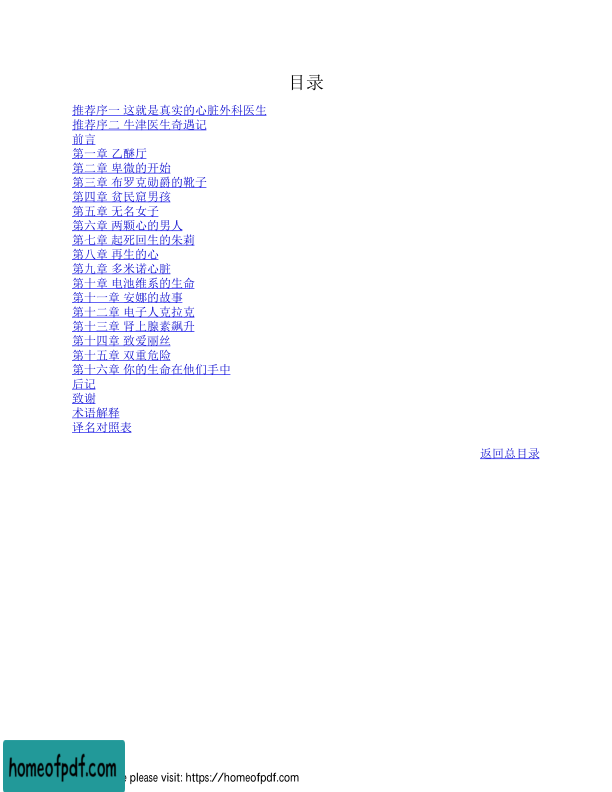 目录
推荐序一 这就是真实的心脏外科医生
推荐序二 牛津医生奇遇记
前言
第一章 乙醚厅
第二章 卑微的开始
第三章 布罗克勋爵的靴子
第四章 贫民窟男孩
第五章 无名女子
第六章 两颗心的男人
第七章 起死回生的朱莉
第八章 再生的心
第九章 多米诺心脏
第十章 电池维系的生命
第十一章 安娜的故事
第十二章 电子人克拉克
第十三章 肾上腺素飙升
第十四章 致爱丽丝
第十五章 双重危险
第十六章 你的生命在他们手中
后记
致谢
术语解释
译名对照表
返回总目录
homeofpdf.com
please visit: https://homeofpdf.com